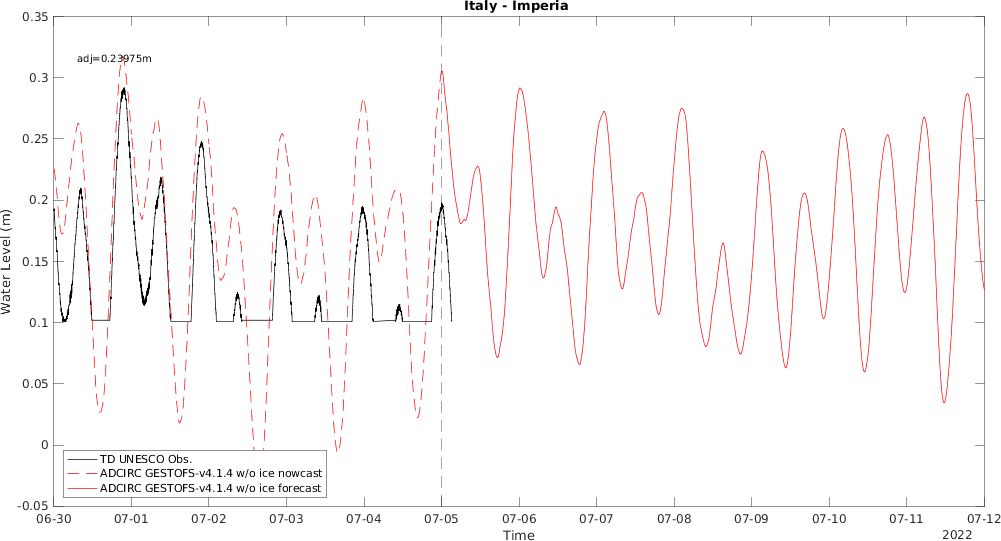 Italy - Imperia
0.35
adj=0.23975m
0.3
0.25
0.2
0.15
0.1
0.05
0
-0.05
Water Level (m)
TD UNESCO Obs.
ADCIRC GESTOFS-v4.1.4 w/o ice nowcast
ADCIRC GESTOFS-v4.1.4 w/o ice forecast
06-30 07-01 07-02 07-03 07-04 07-05 07-06 07-07 07-08 07-09 07-10 07-11 07-12
Time
2022